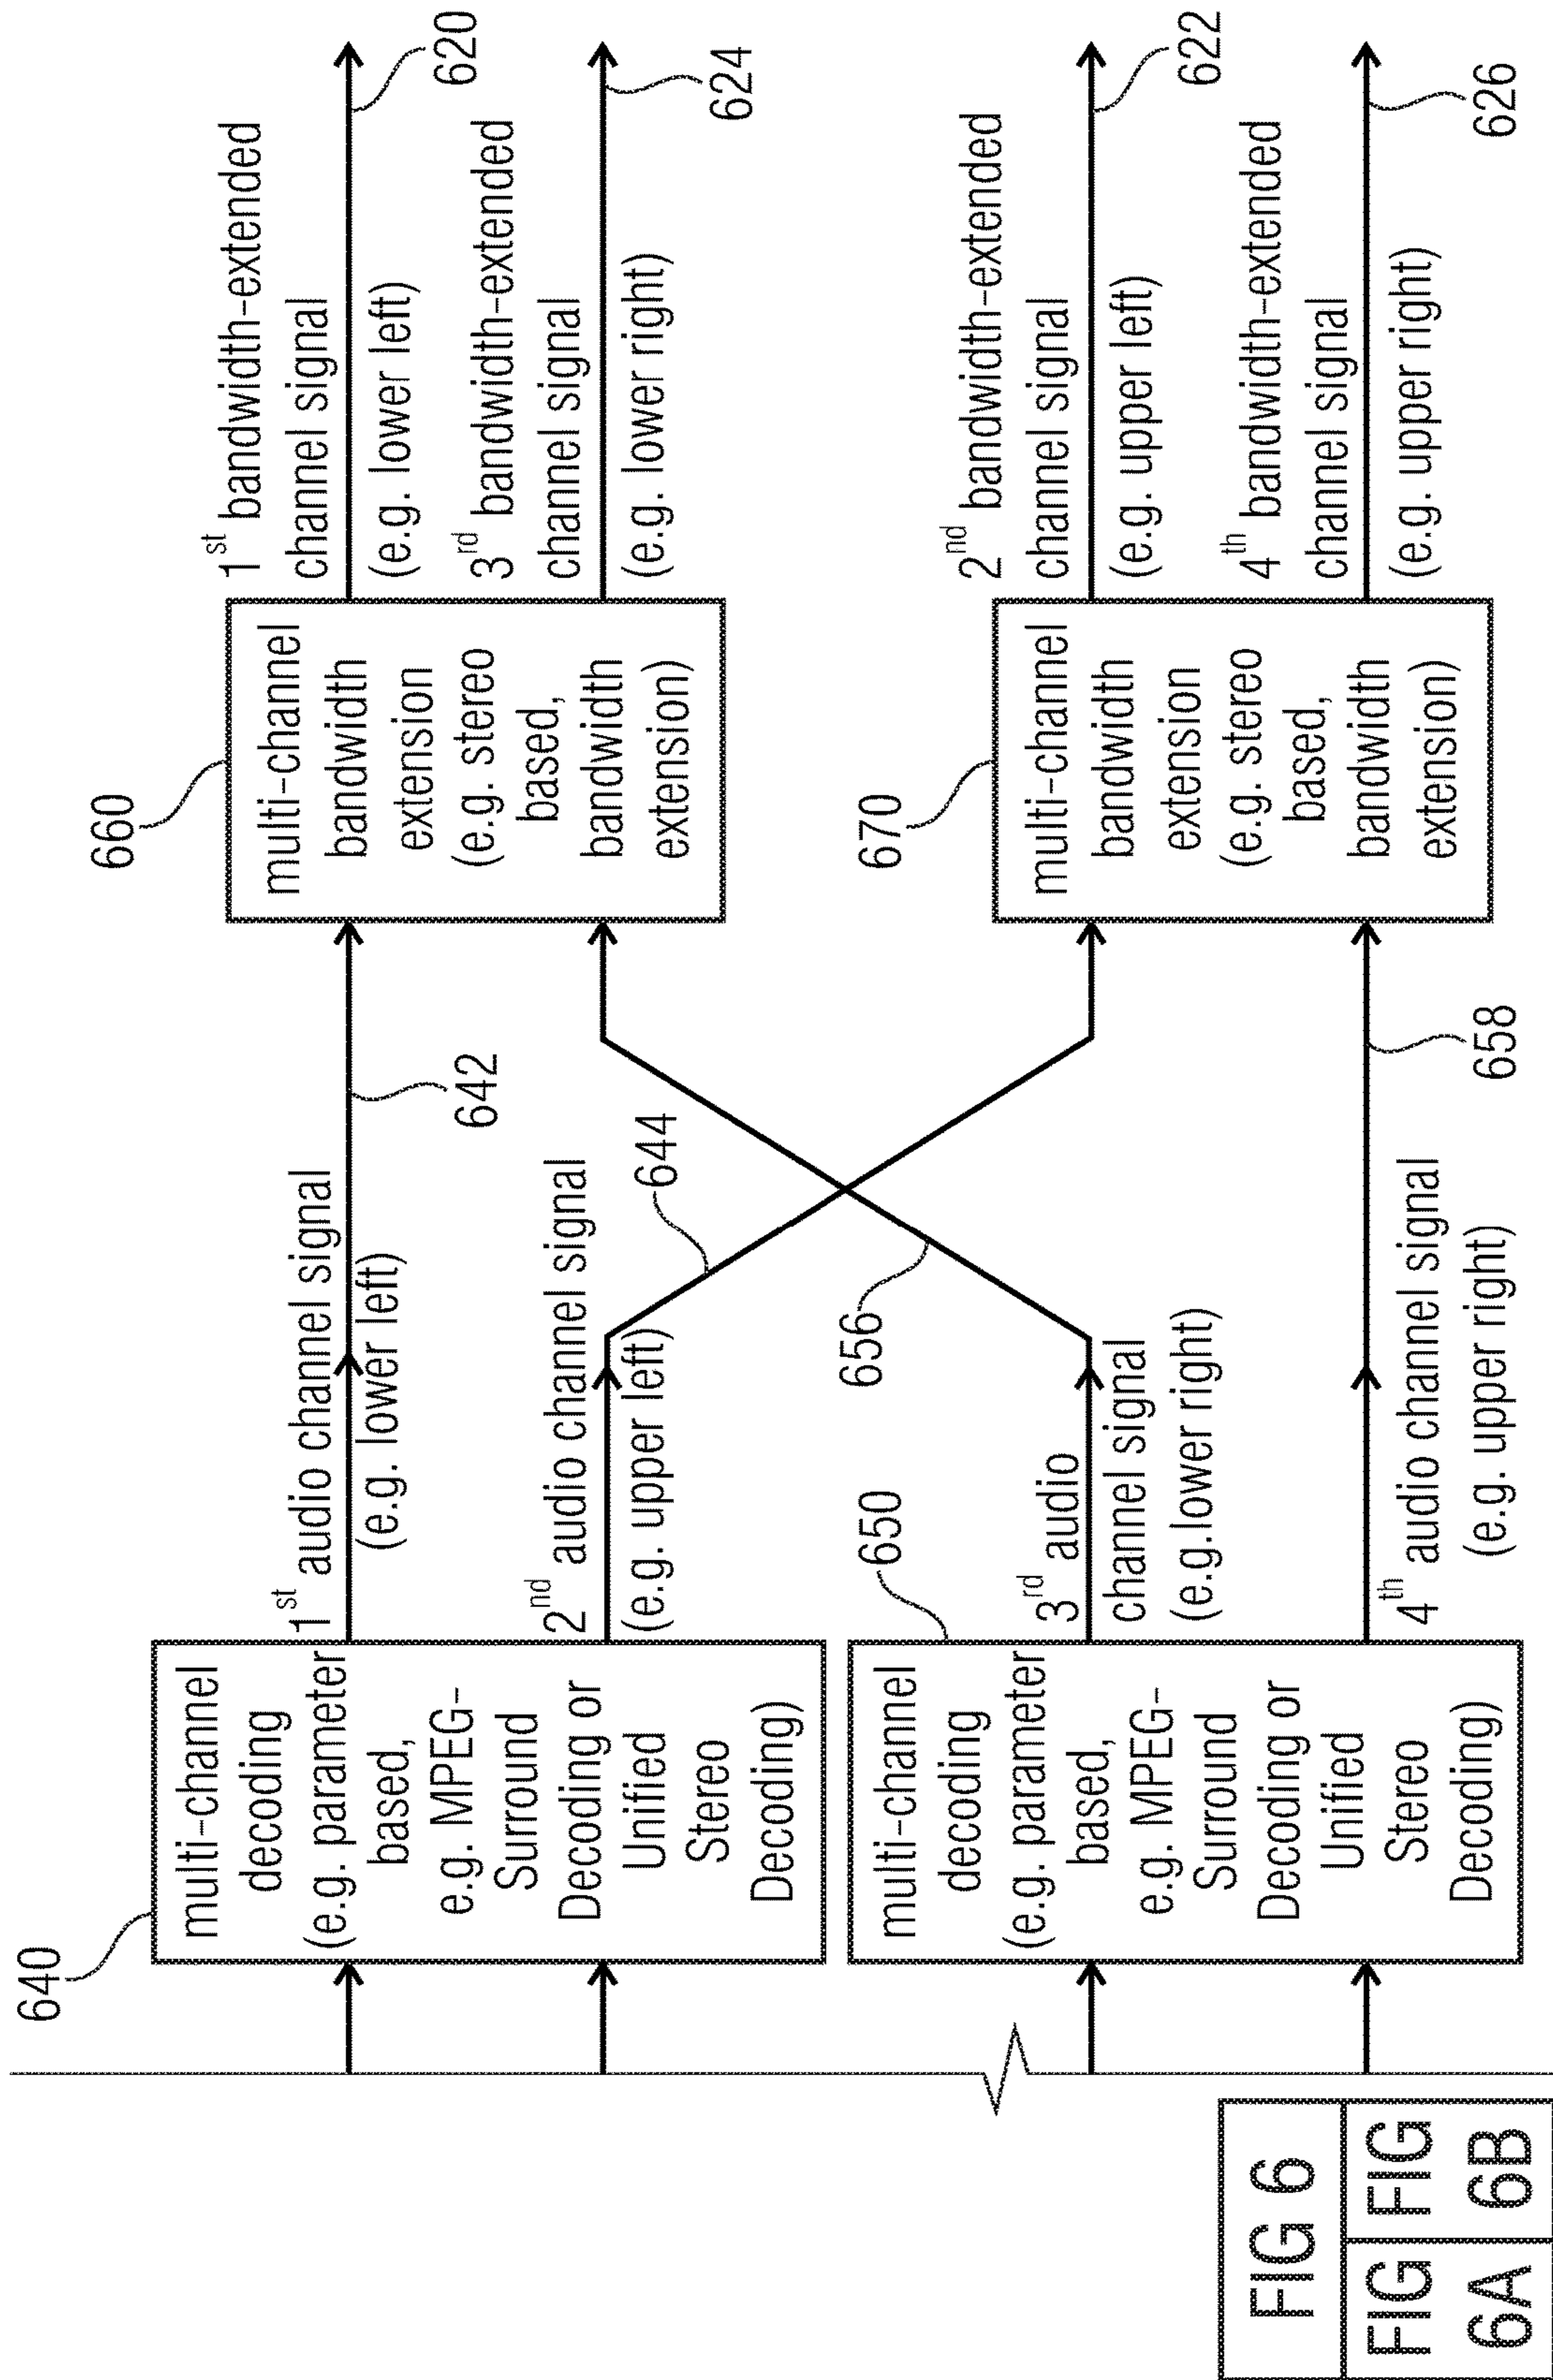 640
multi-channel
decoding
(e.g. parameter
based,
e.g. MPEG-
Surround
Decoding or
Unified
Stereo
Decoding)
1st audio channel signal
(e.g. lower left)
642
2nd audio channel signal
(e.g. upper left)
644
660
multi-channel
bandwidth
extension
(e.g. stereo
based,
bandwidth
extension)
1st bandwidth-extended
channel signal
(e.g. lower left)
620
3rd bandwidth-extended
channel signal
(e.g. lower right)
624
650
multi-channel
decoding
(e.g. parameter
based,
e.g. MPEG-
Surround
Decoding or
Unified
Stereo
Decoding)
656
3rd audio
channel signal
(e.g.lower right)
4th audio channel signal
(e.g. upper right)
658
670
multi-channel
bandwidth
extension
(e.g. stereo
based,
bandwidth
extension)
2nd bandwidth-extended
channel signal
(e.g. upper left)
622
4th bandwidth-extended
channel signal
(e.g. upper right)
626
FIG 6
FIG 6A
FIG 6B